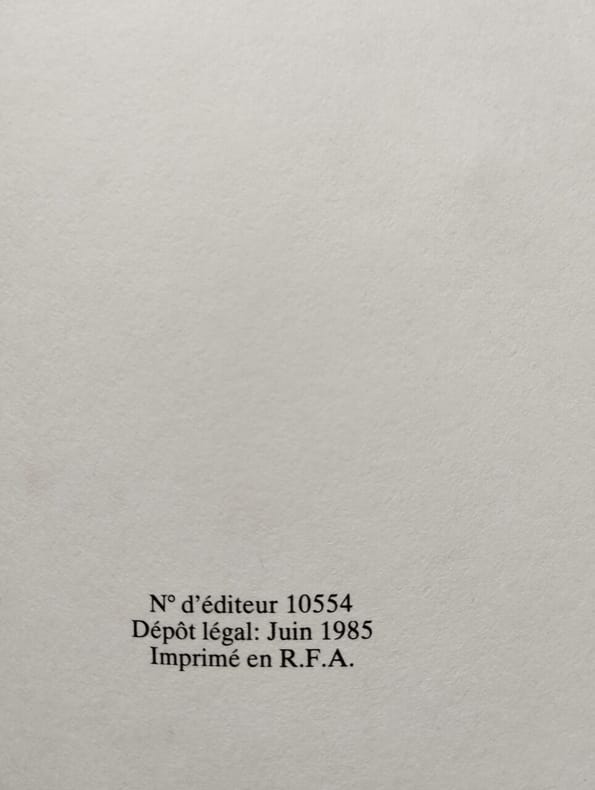 N° d'éditeur 10554
Dépôt légal: Juin 1985
Imprimé en R.F.A.